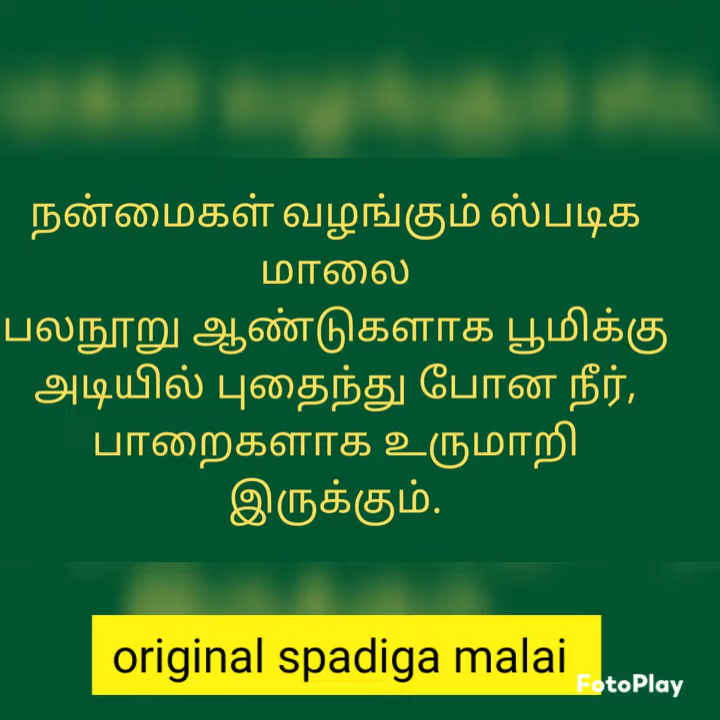 நன்மைகள் வழங்கும் ஸ்படிக
மாலை
பலநூறு ஆண்டுகளாக பூமிக்கு
அடியில் புதைந்து போன நீர்,
பாறைகளாக உருமாறி
இருக்கும்.
original spadiga malai
FotoPlay